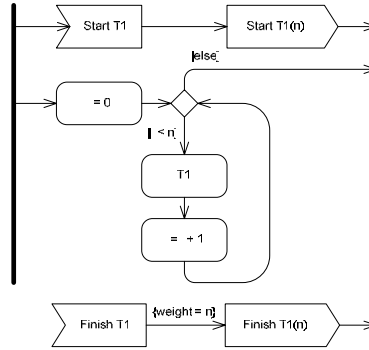 Start T1
Start T1(n)
[else]
= 0
[ < n]
T1
= + 1
{weight = n}
Finish T1
Finish T1(n)